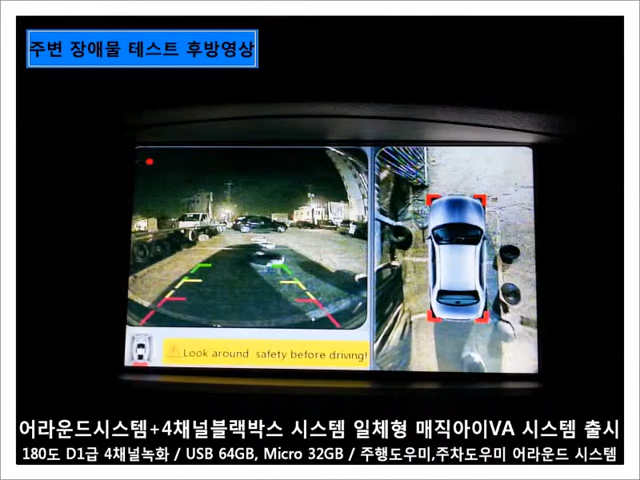 주변 장애물 테스트 후방영상
Look around safety before driving!
어라운드시스템+4채널블랙박스 시스템 일체형 매직아이VA 시스템 출시
180도 D1급 4채널녹화 / USB 64GB, Micro 32GB / 주행도우미,주차도우미 어라운드 시스템